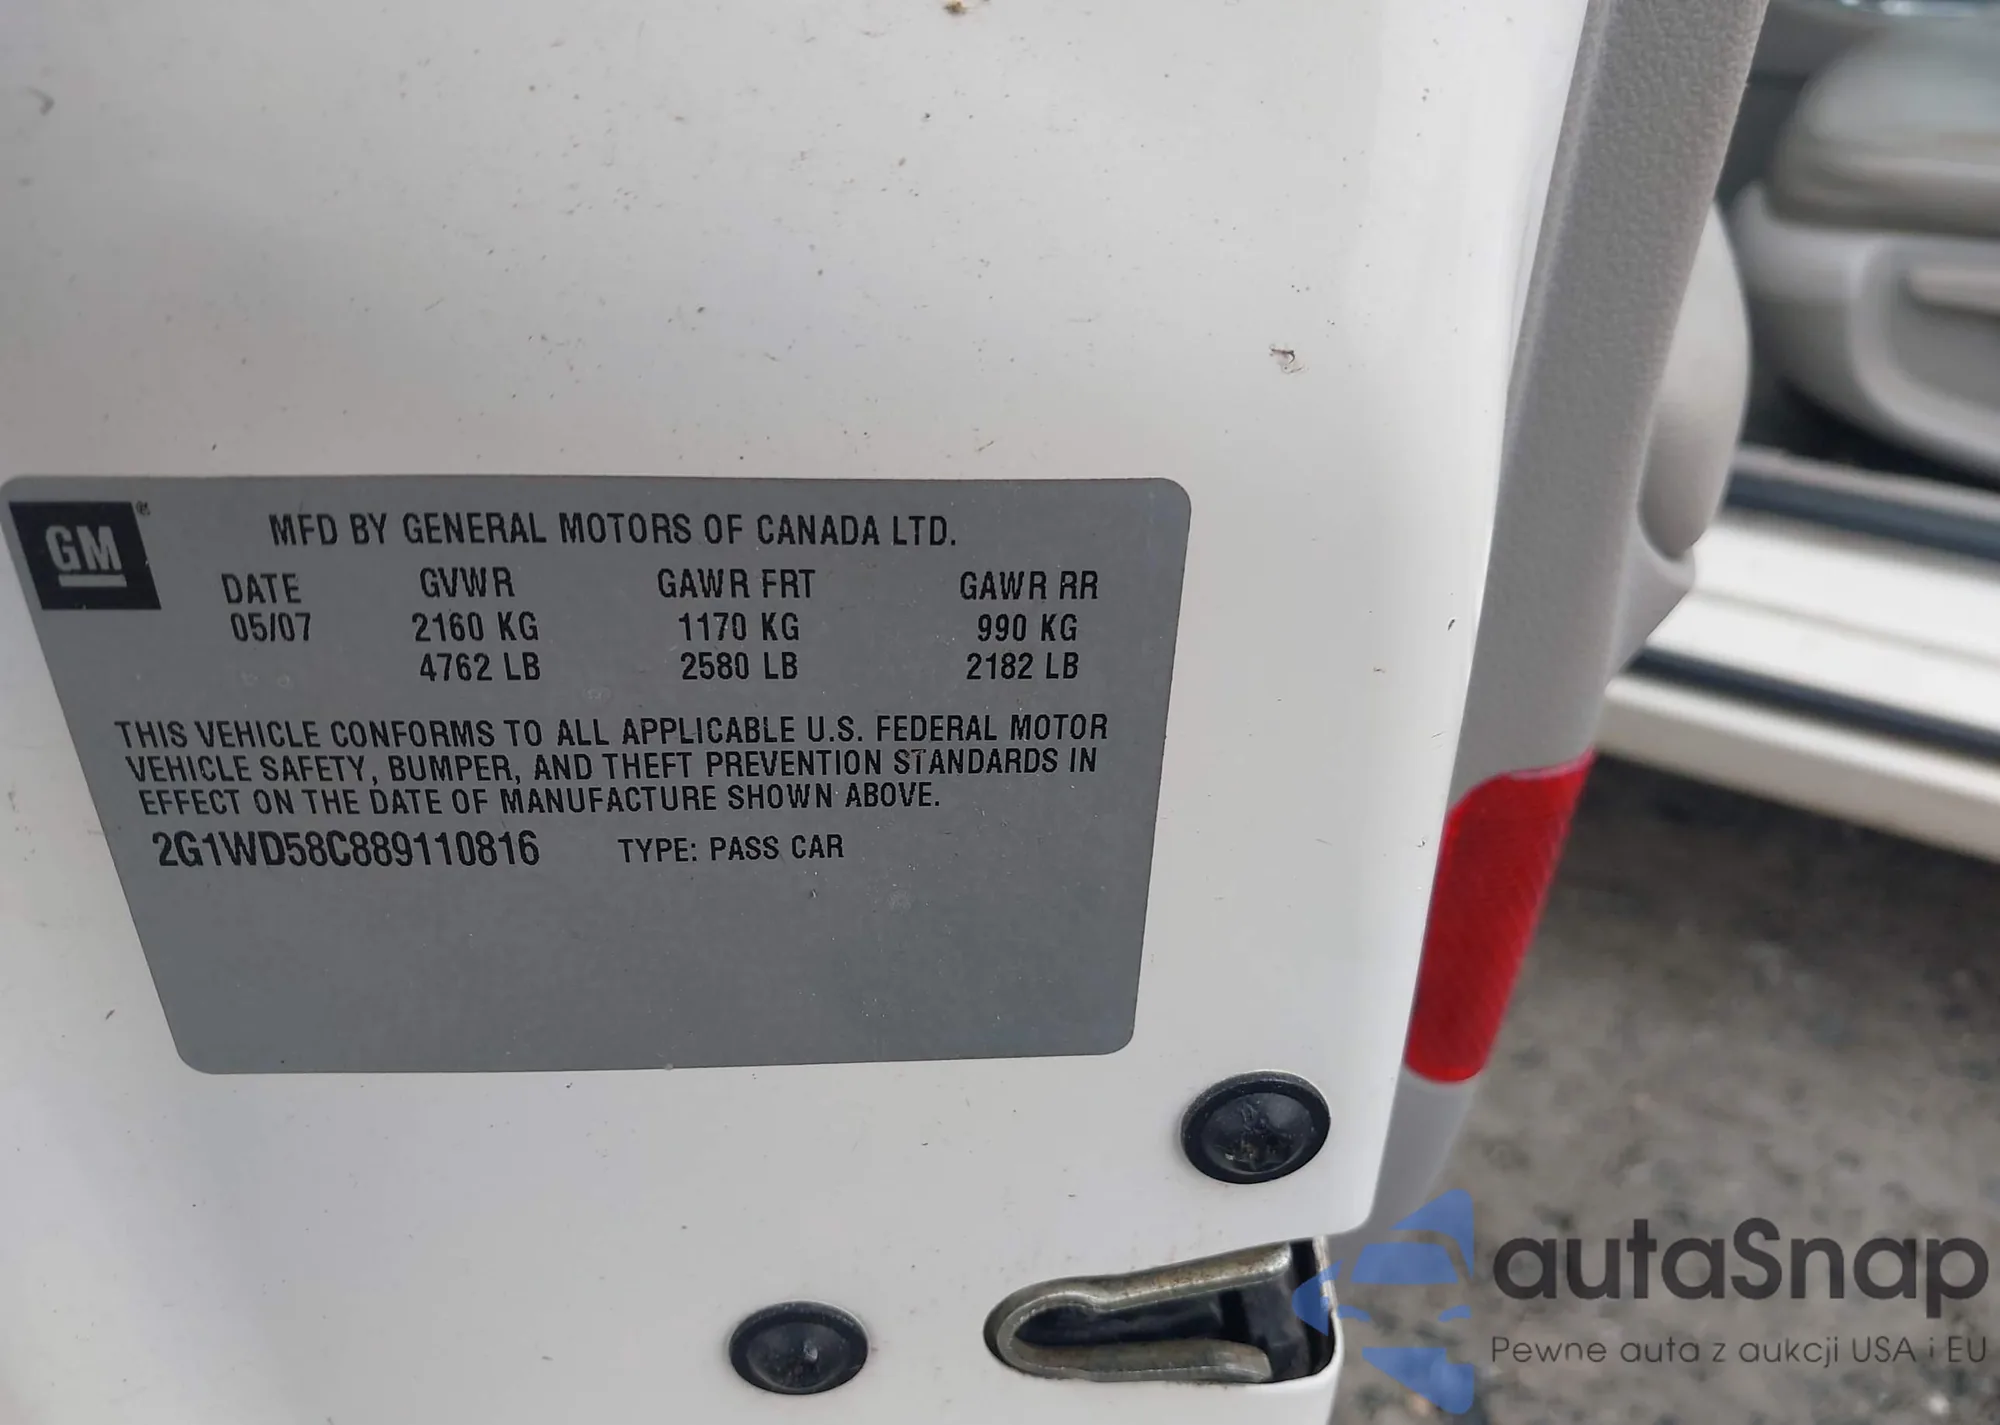 GM ®
MFD BY GENERAL MOTORS OF CANADA LTD.
DATE GVWR GAWR FRT GAWR RR
05/07 2160 KG 1170 KG 990 KG
4762 LB 2580 LB 2182 LB
THIS VEHICLE CONFORMS TO ALL APPLICABLE U.S. FEDERAL MOTOR
VEHICLE SAFETY, BUMPER, AND THEFT PREVENTION STANDARDS IN
EFFECT ON THE DATE OF MANUFACTURE SHOWN ABOVE.
2G1WD58C889110816 TYPE: PASS CAR
autaSnap
Pewne auta z aukcji USA i EU